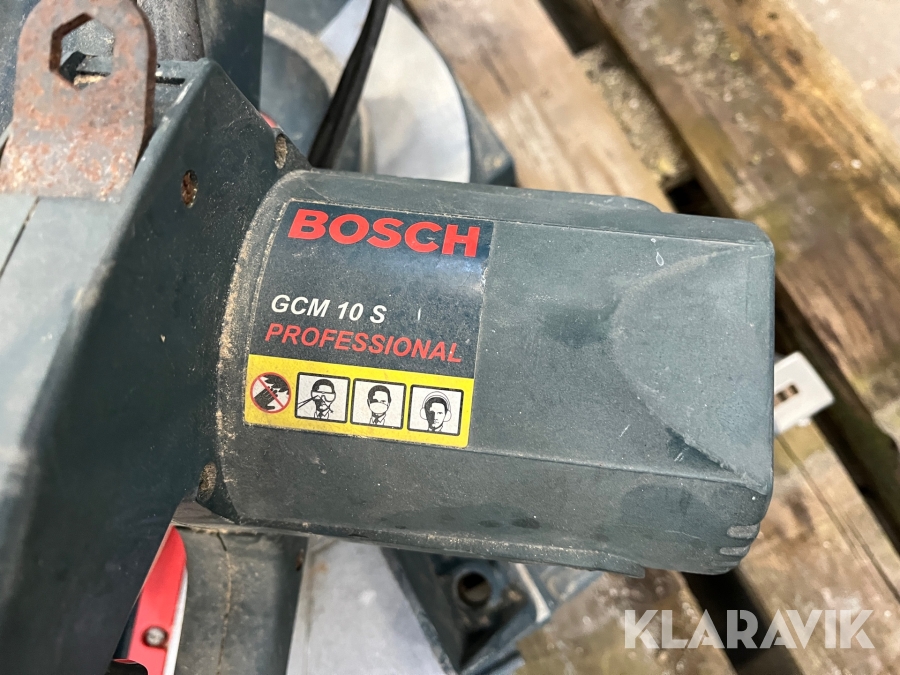 BOSCH
GCM 10 S
PROFESSIONAL
KLARAVIK